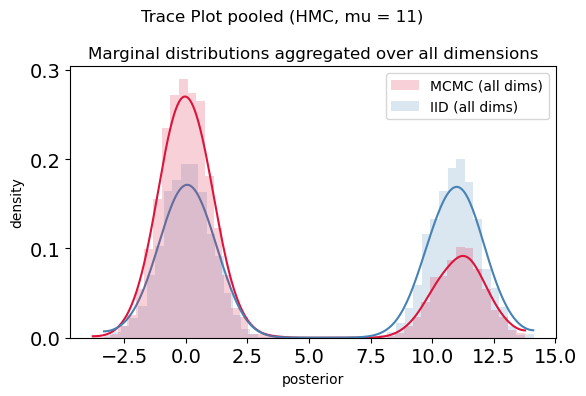 Trace Plot pooled (HMC, mu = 11)
Marginal distributions aggregated over all dimensions
MCMC (all dims)
IID (all dims)
density
0.3
0.2
0.1
0.0
−2.5 0.0 2.5 5.0 7.5 10.0 12.5 15.0
posterior